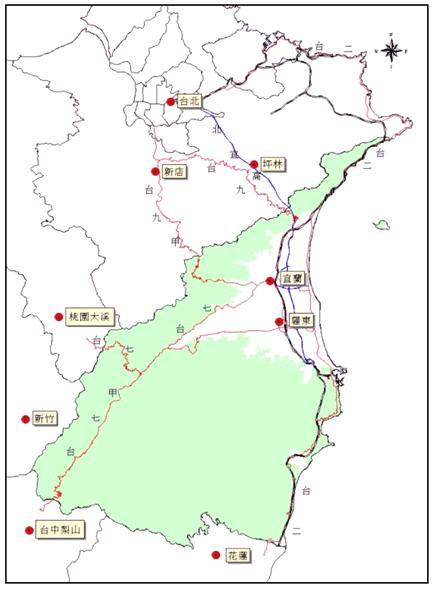 台
二
台北
北
宜
高
台
二
坪林
台
九
新店
台
九
甲
宜蘭
七
台
羅東
桃園大溪
台
七
甲
七
台
新竹
台中梨山
台
二
花蓮